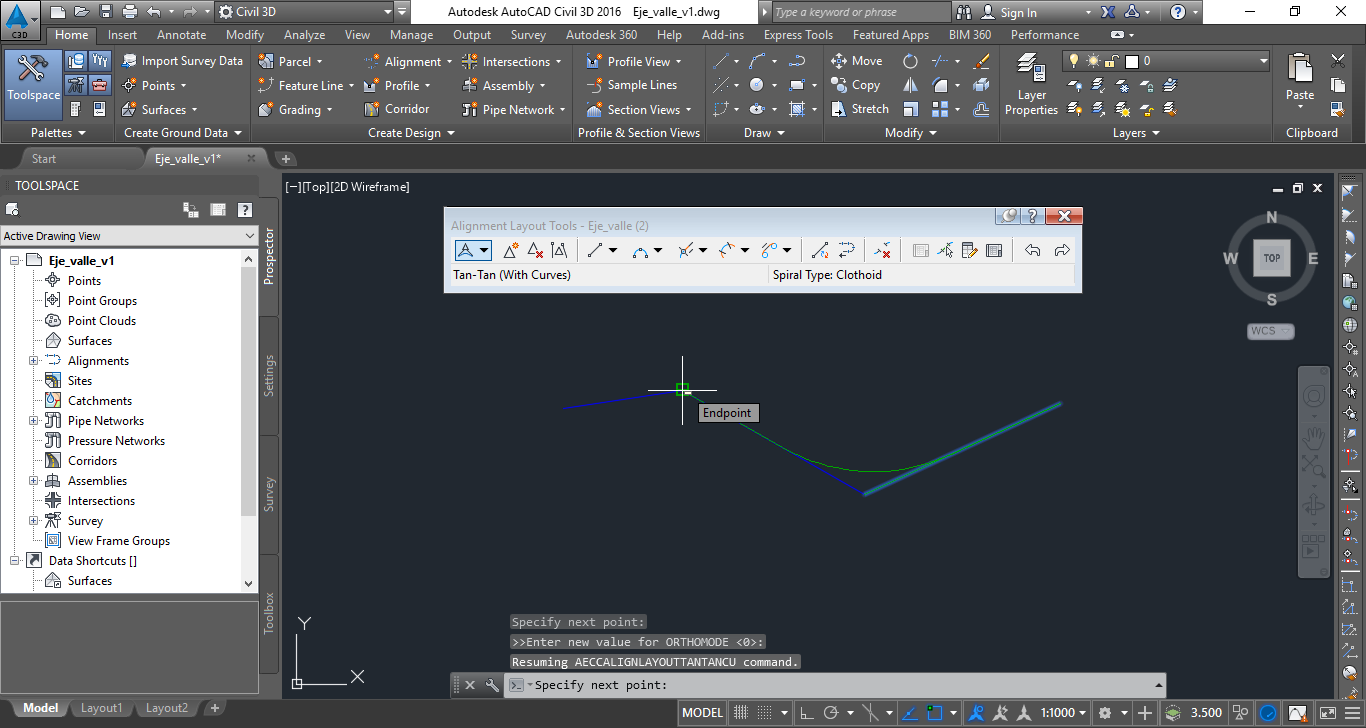 Civil 3D
Autodesk AutoCAD Civil 3D 2016 Eje_valle_v1.dwg
Type a keyword or phrase
Sign In
C3D
Home Insert Annotate Modify Analyze View Manage Output Survey Autodesk 360 Help Add-ins Express Tools Featured Apps BIM 360 Performance
Toolspace
Import Survey Data
Points
Surfaces
Parcel
Feature Line
Grading
Alignment
Profile
Corridor
Intersections
Assembly
Pipe Network
Profile View
Sample Lines
Section Views
Move
Copy
Stretch
Layer
Properties
0
Paste
Palettes Create Ground Data Create Design Profile & Section Views Draw Modify Layers Clipboard
Start Eje_valle_v1*
TOOLSPACE
Active Drawing View
Eje_valle_v1
Points
Point Groups
Point Clouds
Surfaces
Alignments
Sites
Catchments
Pipe Networks
Pressure Networks
Corridors
Assemblies
Intersections
Survey
View Frame Groups
Data Shortcuts []
Surfaces
Prospector
Settings
Survey
Toolbox
[−][Top][2D Wireframe]
Alignment Layout Tools - Eje_valle (2)
Tan-Tan (With Curves)
Spiral Type: Clothoid
N
W TOP E
S
WCS
Endpoint
Y
X
Specify next point:
>>Enter new value for ORTHOMODE <0>:
Resuming AECCALIGNLAYOUTTANTANCU command.
Specify next point:
Model Layout1 Layout2
MODEL
1:1000
3.500